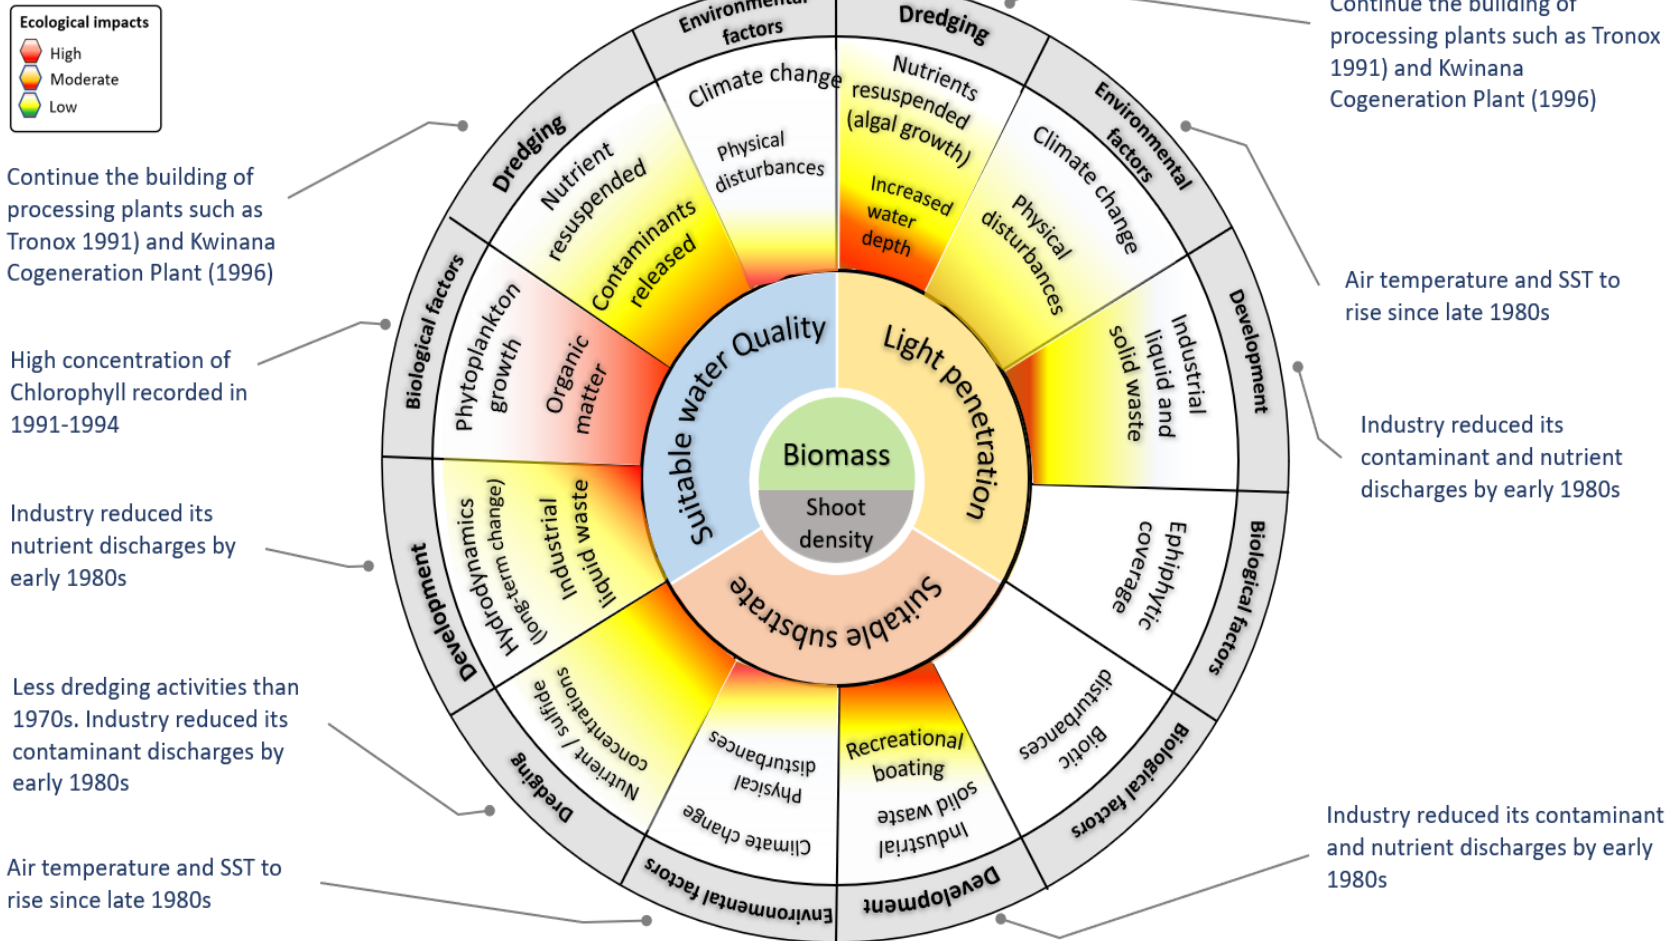 Ecological impacts
High
Moderate
Low
Continue the building of
processing plants such as
Tronox 1991) and Kwinana
Cogeneration Plant (1996)
High concentration of
Chlorophyll recorded in
1991-1994
Industry reduced its
nutrient discharges by
early 1980s
Less dredging activities than
1970s. Industry reduced its
contaminant discharges by
early 1980s
Air temperature and SST to
rise since late 1980s
Environmental
factors
Climate change
Physical
disturbances
Dredging
Nutrients
resuspended
(algal growth)
Increased
water
depth
Environmental
factors
Climate change
Physical
disturbances
Development
Industrial
liquid and
solid waste
Biological factors
Ephiphytic
coverage
Biological factors
Biotic
disturbances
Development
Recreational
boating
Industrial
solid waste
Environmental factors
Physical
disturbances
Climate change
Dredging
Nutrient / sulfide
concentrations
Development
Hydrodynamics
(long-term change)
Industrial
liquid waste
Biological factors
Phytoplankton
growth
Organic
matter
Dredging
Nutrient
resuspended
Contaminants
released
Suitable water Quality
Light penetration
Suitable substrate
Biomass
Shoot
density
Continue the building of
processing plants such as Tronox
1991) and Kwinana
Cogeneration Plant (1996)
Air temperature and SST to
rise since late 1980s
Industry reduced its
contaminant and nutrient
discharges by early 1980s
Industry reduced its contaminant
and nutrient discharges by early
1980s